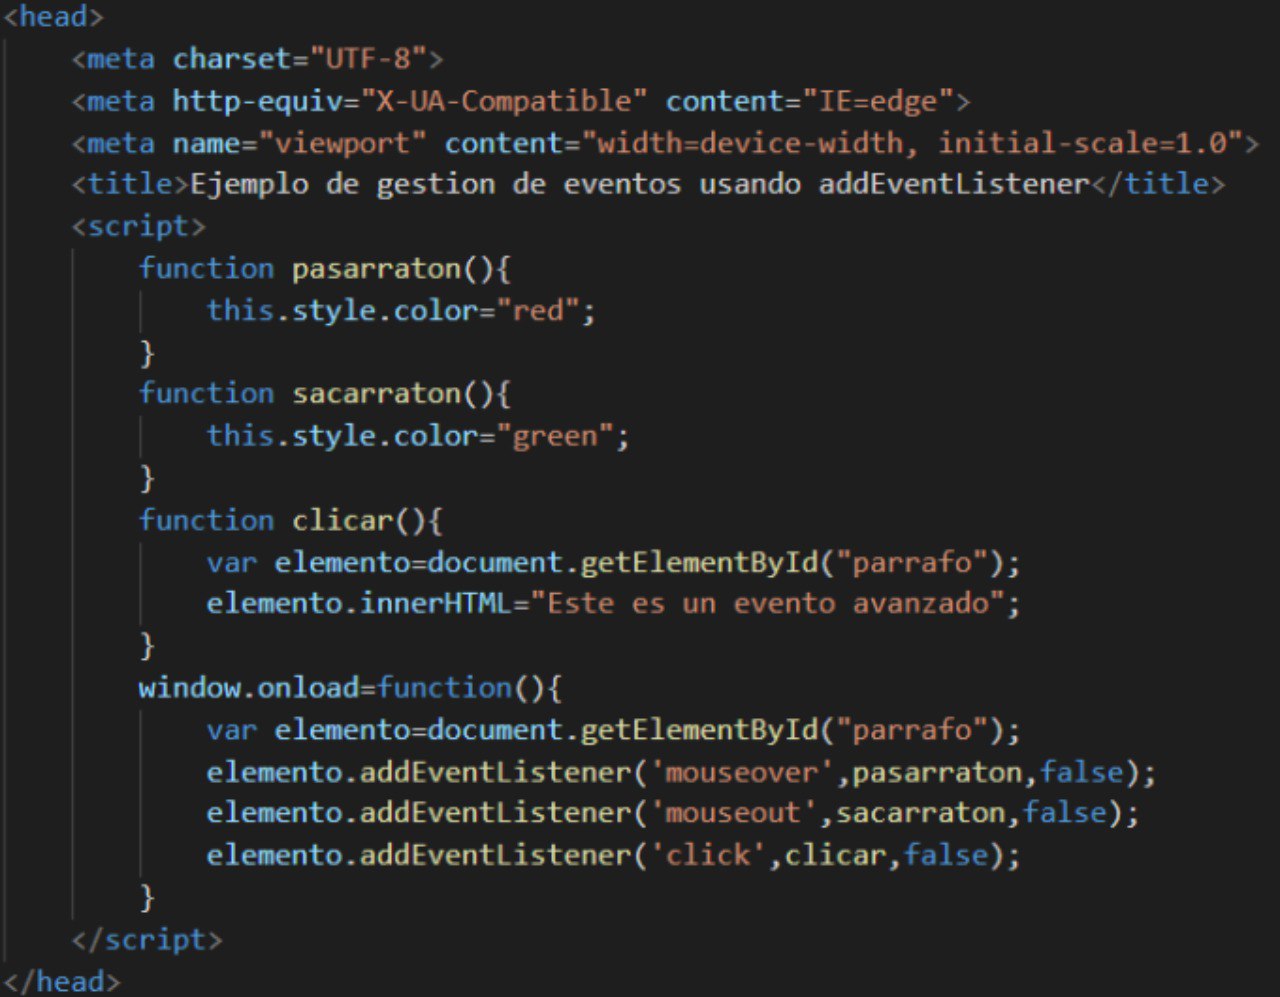 <head>
<meta charset="UTF-8">
<meta http-equiv="X-UA-Compatible" content="IE=edge">
<meta name="viewport" content="width=device-width, initial-scale=1.0">
<title>Ejemplo de gestion de eventos usando addEventListener</title>
<script>
function pasarraton(){
this.style.color="red";
}
function sacarraton(){
this.style.color="green";
}
function clicar(){
var elemento=document.getElementById("parrafo");
elemento.innerHTML="Este es un evento avanzado";
}
window.onload=function(){
var elemento=document.getElementById("parrafo");
elemento.addEventListener('mouseover',pasarraton,false);
elemento.addEventListener('mouseout',sacarraton,false);
elemento.addEventListener('click',clicar,false);
}
</script>
</head>